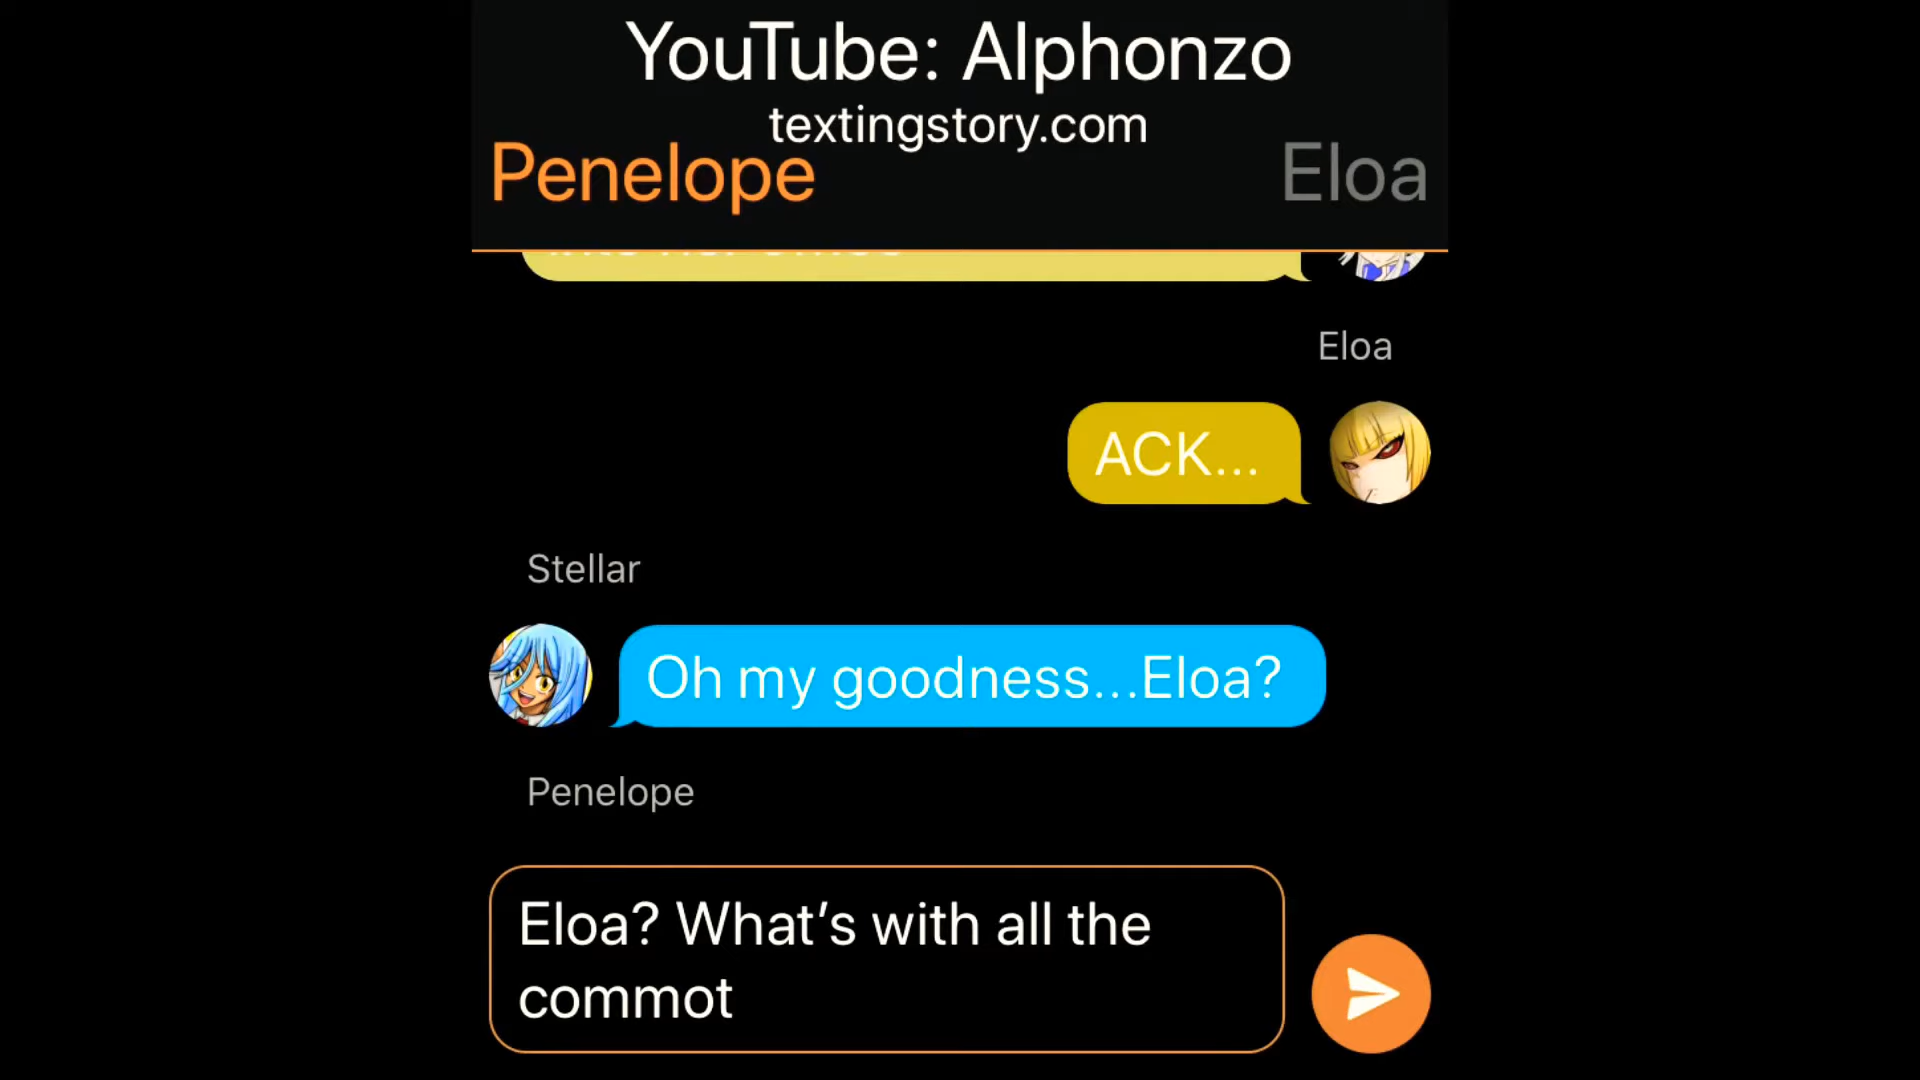 YouTube: Alphonzo
textingstory.com
Penelope
Eloa
Eloa
ACK...
Stellar
Oh my goodness...Eloa?
Penelope
Eloa? What’s with all the
commot